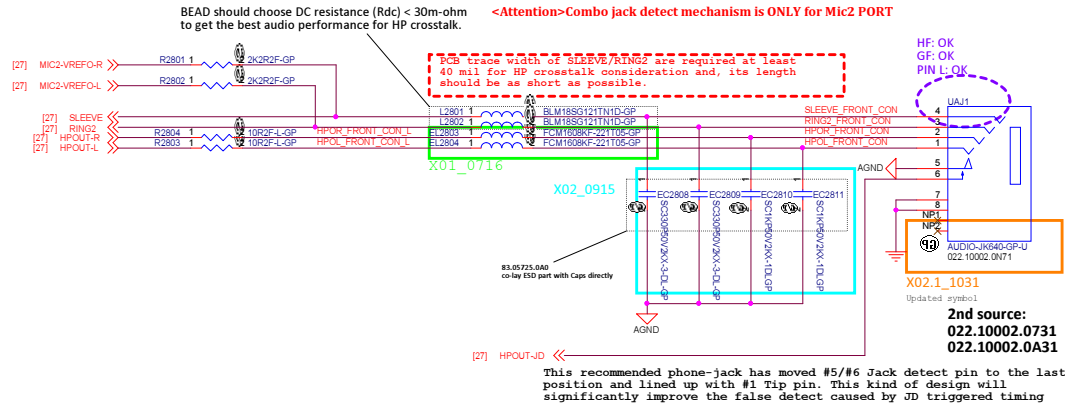 BEAD should choose DC resistance (Rdc) < 30m-ohm
to get the best audio performance for HP crosstalk.
<Attention>Combo jack detect mechanism is ONLY for Mic2 PORT
HF: OK
GF: OK
PIN L: OK
PCB trace width of SLEEVE/RING2 are required at least
40 mil for HP crosstalk consideration and, its length
should be as short as possible.
[27] MIC2-VREFO-R R2801 1 2 2K2R2F-GP
[27] MIC2-VREFO-L R2802 1 2 2K2R2F-GP
UAJ1
[27] SLEEVE L2801 BLM18SG121TN1D-GP SLEEVE_FRONT_CON 4
[27] RING2 L2802 BLM18SG121TN1D-GP RING2_FRONT_CON 3
[27] HPOUT-R R2804 1 2 10R2F-L-GP HPOR_FRONT_CON_L EL2803 FCM1608KF-221T05-GP HPOR_FRONT_CON 2
[27] HPOUT-L R2803 1 2 10R2F-L-GP HPOL_FRONT_CON_L EL2804 FCM1608KF-221T05-GP HPOL_FRONT_CON 1
X01_0716
AGND 5
6
X02_0915
EC2808 EC2809 EC2810 EC2811
SC330P50V2KX-3-DL-GP
SC330P50V2KX-3-DL-GP
SC1KP50V2KX-1DLGP
SC1KP50V2KX-1DLGP
7
8
NP1
NP2
GP
AUDIO-JK640-GP-U
022.10002.0N71
83.05725.0A0
co-lay ESD part with Caps directly
X02.1_1031
Updated symbol
AGND
2nd source:
022.10002.0731
022.10002.0A31
[27] HPOUT-JD
This recommended phone-jack has moved #5/#6 Jack detect pin to the last
position and lined up with #1 Tip pin. This kind of design will
significantly improve the false detect caused by JD triggered timing